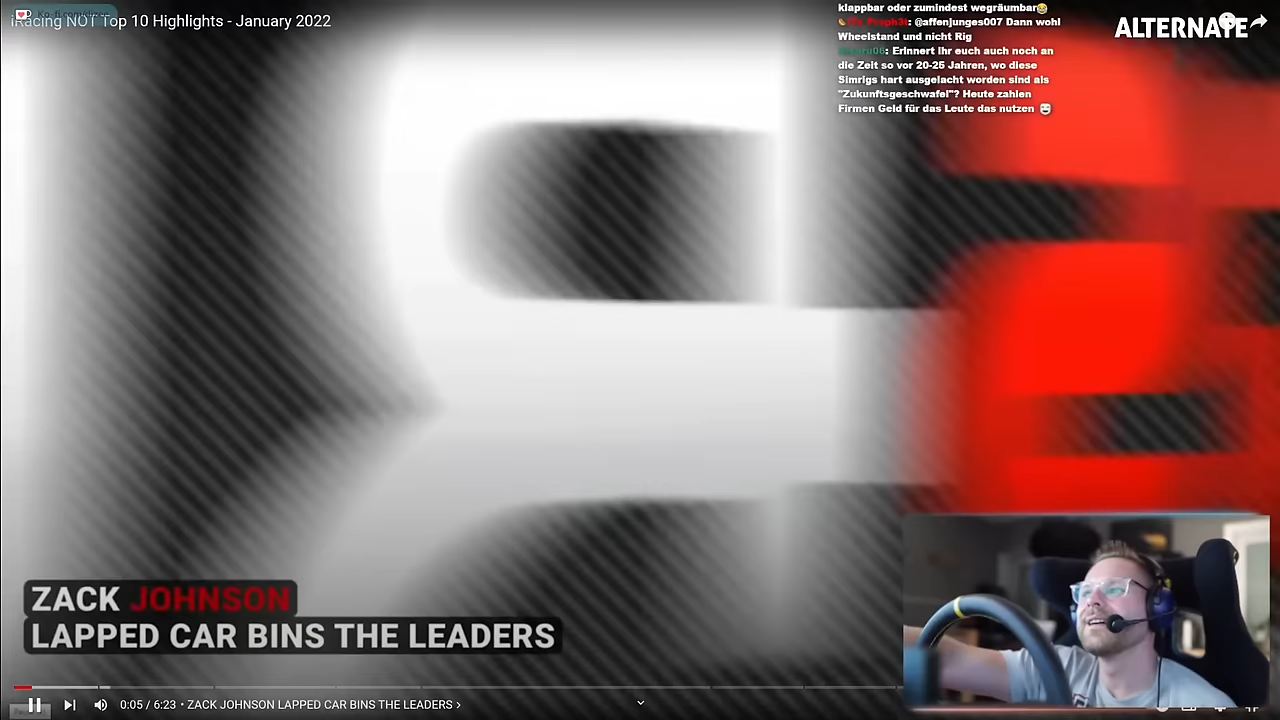 iRacing NOT Top 10 Highlights - January 2022
klappbar oder zumindest wegräumbar😂
@affenjunges007 Dann wohl
Wheelstand und nicht Rig
: Erinnert ihr euch auch noch an
die Zeit so vor 20-25 Jahren, wo diese
Simrigs hart ausgelacht worden sind als
"Zukunftsgeschwafel"? Heute zahlen
Firmen Geld für das Leute das nutzen 😄
ALTERNATE
ZACK JOHNSON
LAPPED CAR BINS THE LEADERS
0:05 / 6:23 • ZACK JOHNSON LAPPED CAR BINS THE LEADERS ›